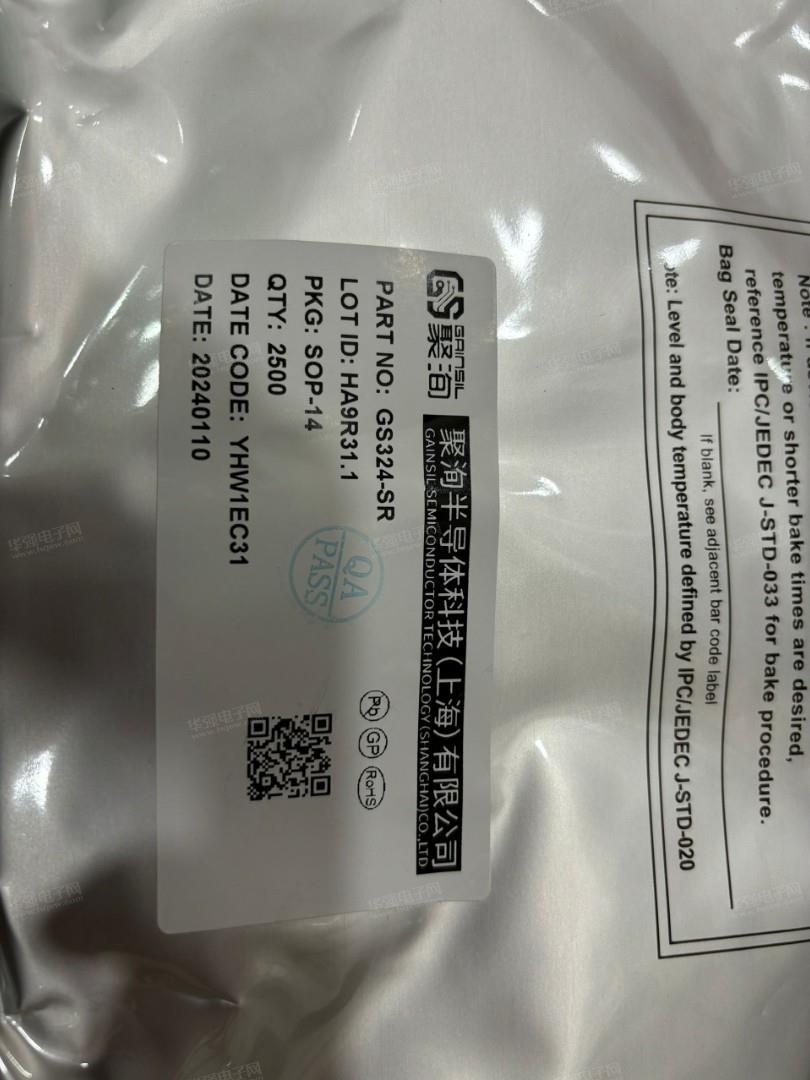 GAINSIL
聚洵
聚洵半导体科技(上海)有限公司
GAINSIL SEMICONDUCTOR TECHNOLOGY(SHANGHAI)CO.,LTD
PART NO: GS324-SR
LOT ID: HA9R31.1
PKG: SOP-14
QTY: 2500
DATE CODE: YHW1EC31
DATE: 20240110
QA
PASS
Pb
GP
RoHS
Note
temperature or shorter bake times are desired,
reference IPC/JEDEC J-STD-033 for bake procedure.
Bag Seal Date:
If blank, see adjacent bar code label
Level and body temperature defined by IPC/JEDEC J-STD-020
华强电子网
www.hqew.com